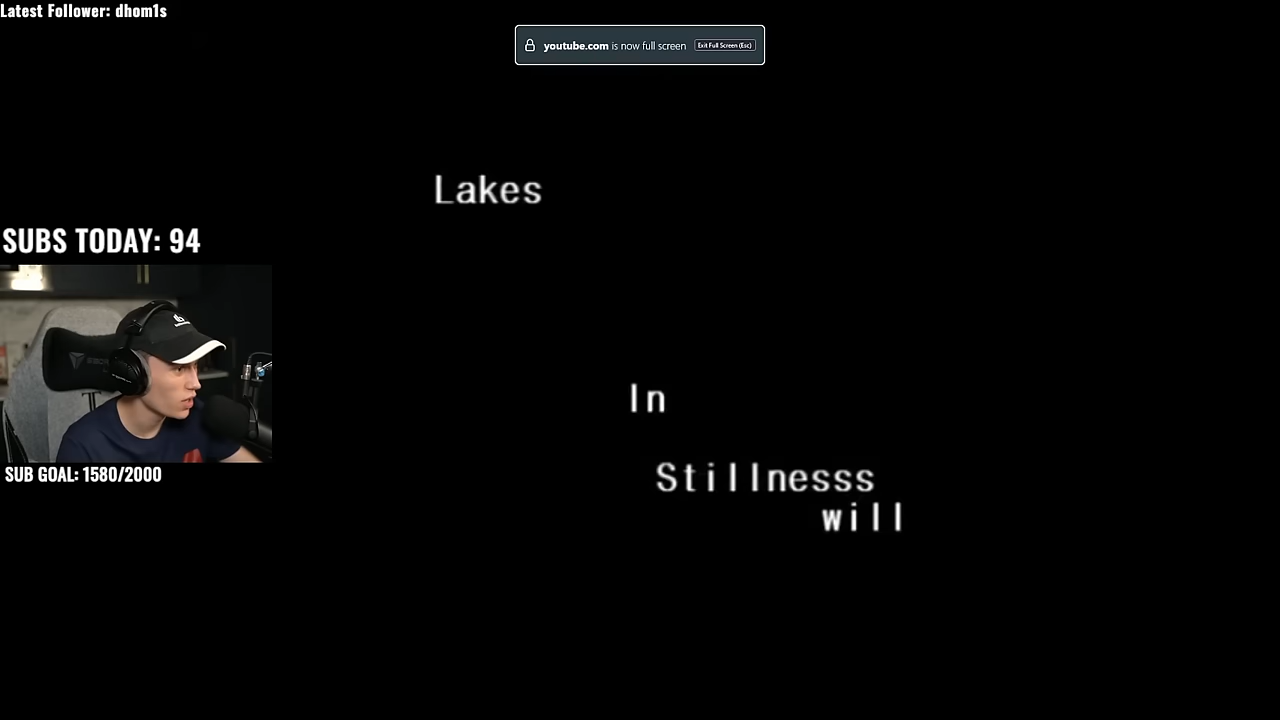 Latest Follower: dhom1s
youtube.com is now full screen Exit Full Screen (Esc)
Lakes
SUBS TODAY: 94
In
SUB GOAL: 1580/2000
Stillnesss
will